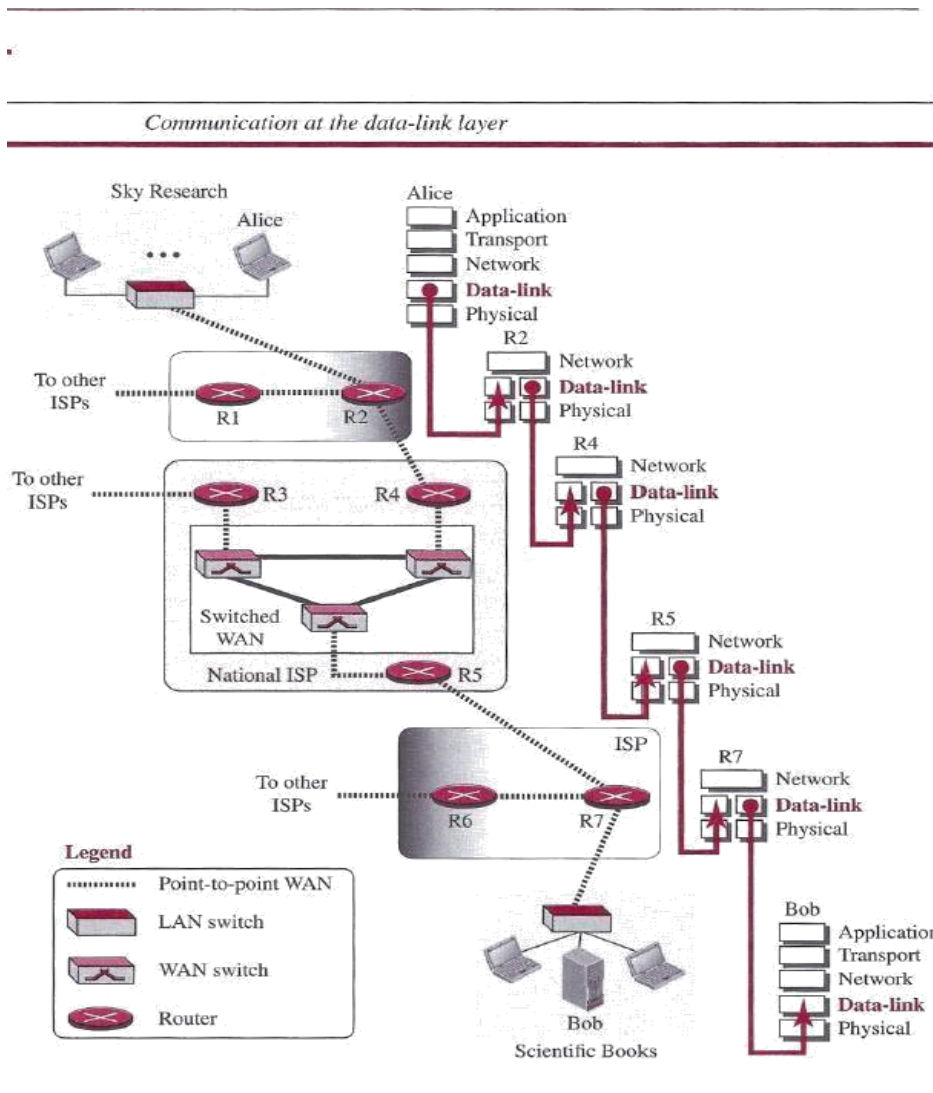 Communication at the data-link layer
Sky Research
Alice
Alice
Application
Transport
Network
Data-link
Physical
R2
Network
Data-link
Physical
To other
ISPs
R1
R2
R4
Network
Data-link
Physical
To other
ISPs
R3
R4
Switched
WAN
National ISP
R5
R5
Network
Data-link
Physical
ISP
To other
ISPs
R6
R7
R7
Network
Data-link
Physical
Legend
Point-to-point WAN
LAN switch
WAN switch
Router
Bob
Scientific Books
Bob
Application
Transport
Network
Data-link
Physical